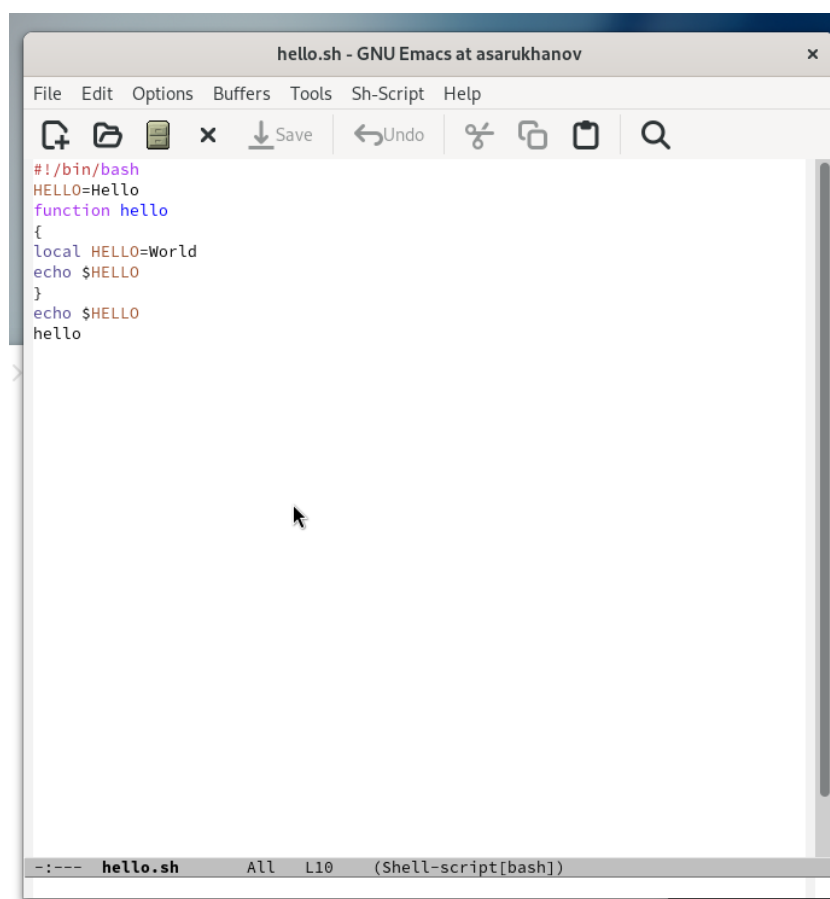 hello.sh - GNU Emacs at asarukhanov
File Edit Options Buffers Tools Sh-Script Help
Save Undo
#!/bin/bash
HELLO=Hello
function hello
{
local HELLO=World
echo $HELLO
}
echo $HELLO
hello
-:--- hello.sh All L10 (Shell-script[bash])